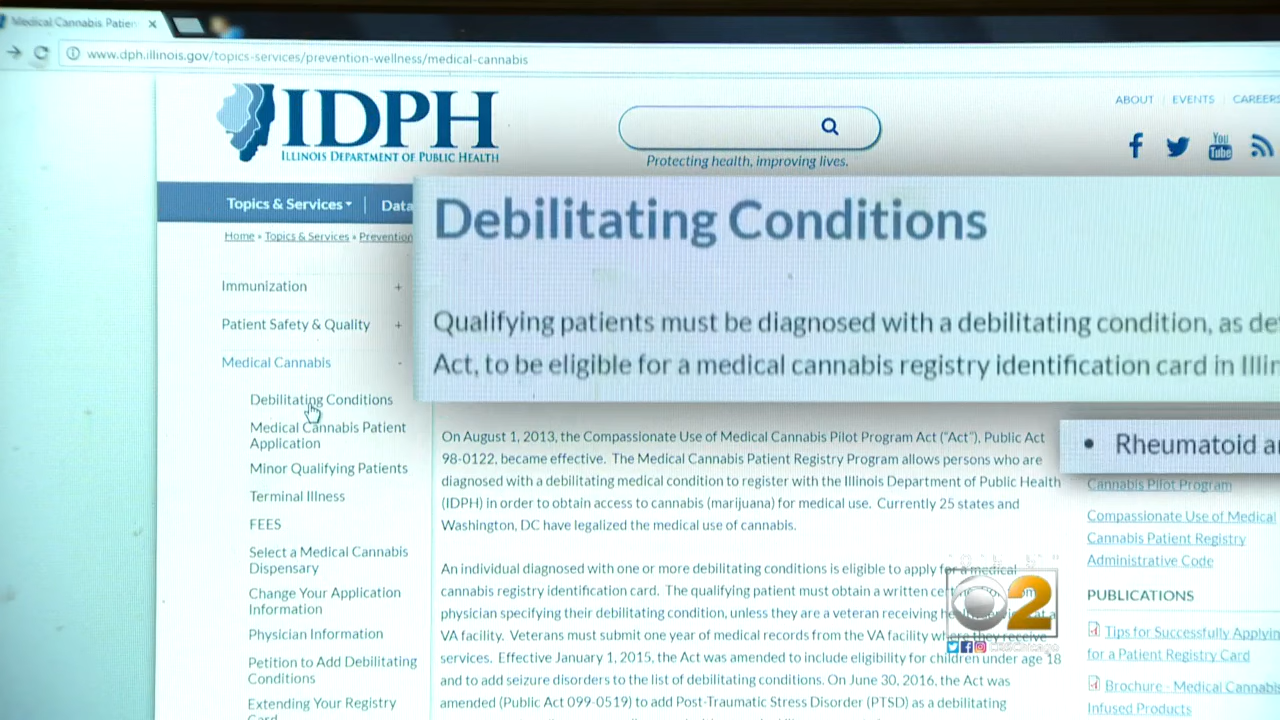 Medical Cannabis Patien
www.dph.illinois.gov/topics-services/prevention-wellness/medical-cannabis
IDPH
ILLINOIS DEPARTMENT OF PUBLIC HEALTH
Protecting health, improving lives.
ABOUT | EVENTS | CAREERS
You
Tube
Topics & Services | Data
Home » Topics & Services » Prevention
Debilitating Conditions
Qualifying patients must be diagnosed with a debilitating condition, as de
Act, to be eligible for a medical cannabis registry identification card in Illin
Immunization +
Patient Safety & Quality +
Medical Cannabis -
Debilitating Conditions
Medical Cannabis Patient
Application
Minor Qualifying Patients
Terminal Illness
FEES
Select a Medical Cannabis
Dispensary
Change Your Application
Information
Physician Information
Petition to Add Debilitating
Conditions
Extending Your Registry
Card
On August 1, 2013, the Compassionate Use of Medical Cannabis Pilot Program Act (“Act”), Public Act
98-0122, became effective. The Medical Cannabis Patient Registry Program allows persons who are
diagnosed with a debilitating medical condition to register with the Illinois Department of Public Health
(IDPH) in order to obtain access to cannabis (marijuana) for medical use. Currently 25 states and
Washington, DC have legalized the medical use of cannabis.
An individual diagnosed with one or more debilitating conditions is eligible to apply for a medical
cannabis registry identification card. The qualifying patient must obtain a written
physician specifying their debilitating condition, unless they are a veteran receiving
VA facility. Veterans must submit one year of medical records from the VA facility where they receive
services. Effective January 1, 2015, the Act was amended to include eligibility for children under age 18
and to add seizure disorders to the list of debilitating conditions. On June 30, 2016, the Act was
amended (Public Act 099-0519) to add Post-Traumatic Stress Disorder (PTSD) as a debilitating
• Rheumatoid a
Cannabis Pilot Program
Compassionate Use of Medical
Cannabis Patient Registry
Administrative Code
PUBLICATIONS
Tips for Successfully Applyin
for a Patient Registry Card
Brochure - Medical Cannabis
Infused Products
2
CBSChicago